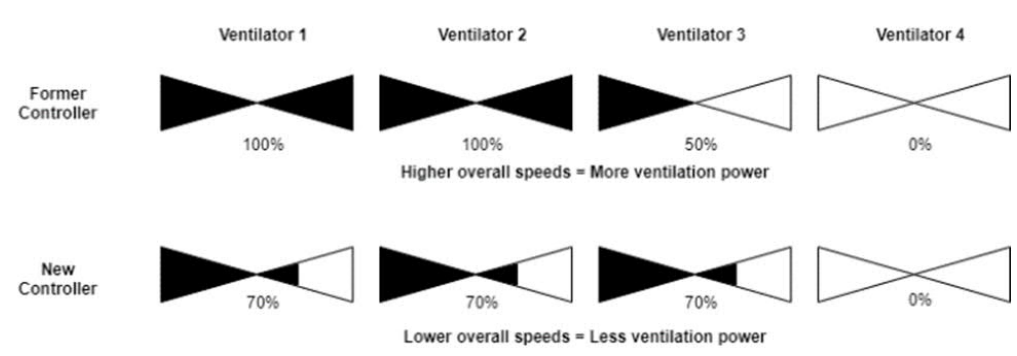 Ventilator 1 Ventilator 2 Ventilator 3 Ventilator 4
Former
Controller
100% 100% 50% 0%
Higher overall speeds = More ventilation power
New
Controller
70% 70% 70% 0%
Lower overall speeds = Less ventilation power